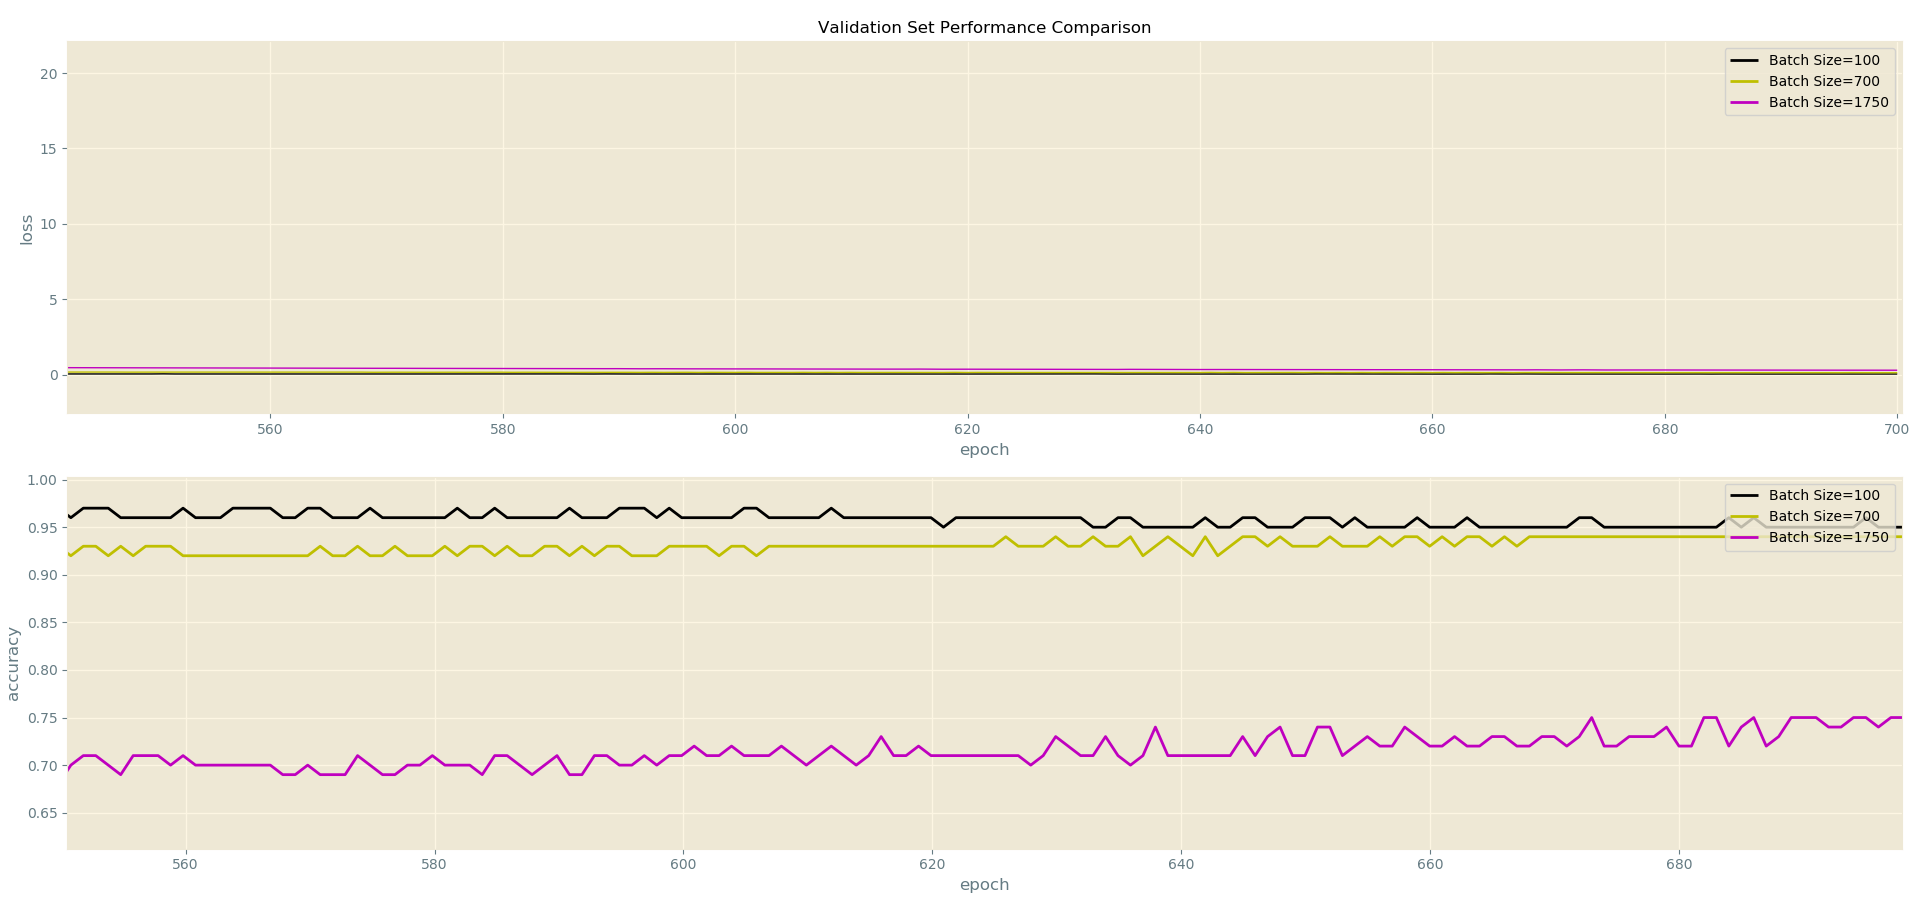 Validation Set Performance Comparison
Batch Size=100
Batch Size=700
Batch Size=1750
20
15
10
5
0
loss
560 580 600 620 640 660 680 700
epoch
Batch Size=100
Batch Size=700
Batch Size=1750
1.00
0.95
0.90
0.85
0.80
0.75
0.70
0.65
accuracy
560 580 600 620 640 660 680
epoch